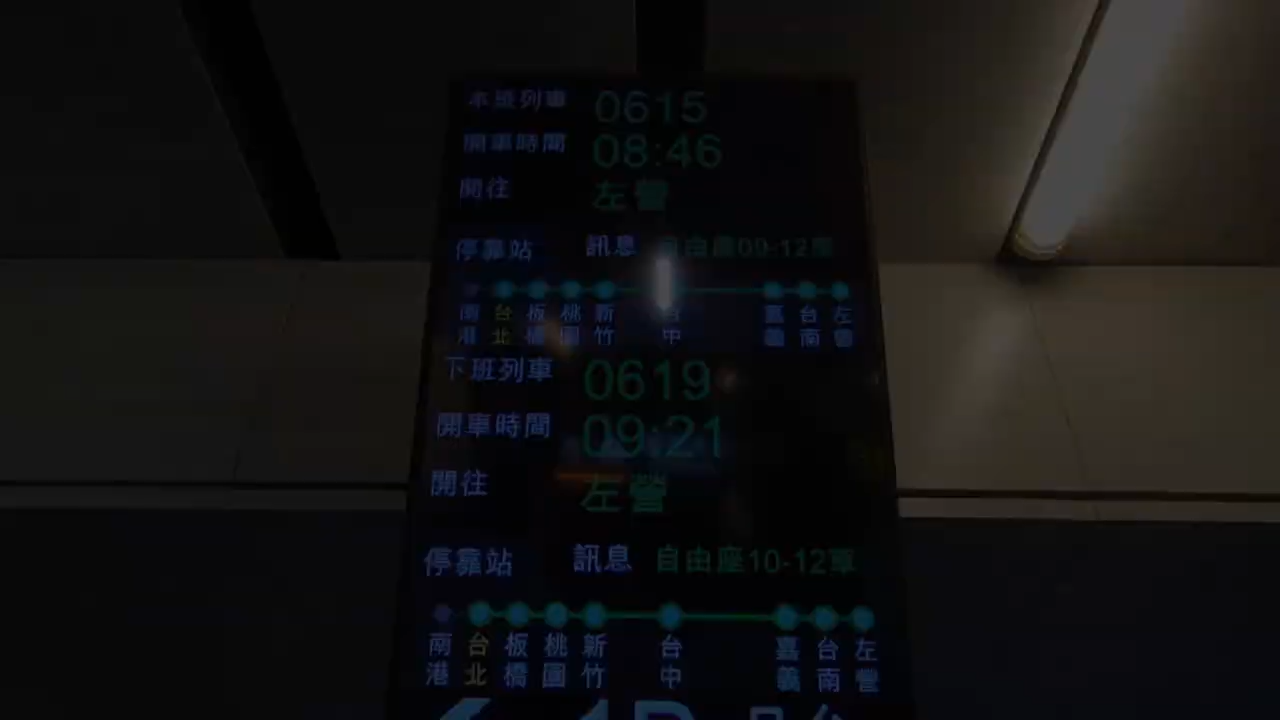 本班列車 0615
開車時間 08:46
開往 左營
停靠站 訊息 自由座09-12車
南港 台北 板橋 桃園 新竹 台中 嘉義 台南 左營
下班列車 0619
開車時間 09:21
開往 左營
停靠站 訊息 自由座10-12車
南港 台北 板橋 桃園 新竹 台中 嘉義 台南 左營